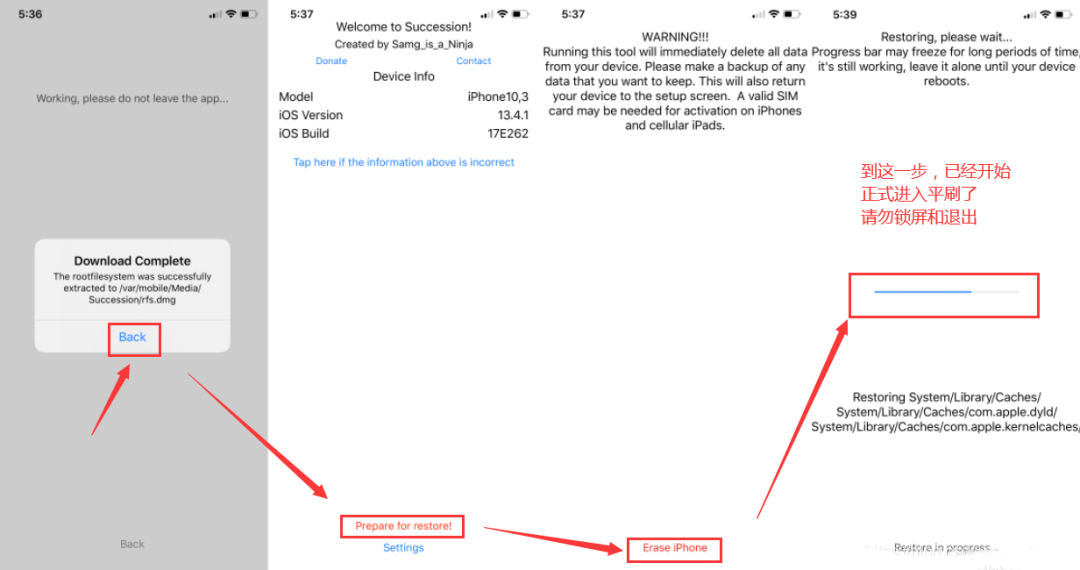 5:36
Working, please do not leave the app...
Download Complete
The rootfilesystem was successfully
extracted to /var/mobile/Media/
Succession/rfs.dmg
Back
Back
5:37
Welcome to Succession!
Created by Samg_is_a_Ninja
Donate Contact
Device Info
Model iPhone10,3
iOS Version 13.4.1
iOS Build 17E262
Tap here if the information above is incorrect
Prepare for restore!
Settings
5:37
WARNING!!!
Running this tool will immediately delete all data
from your device. Please make a backup of any
data that you want to keep. This will also return
your device to the setup screen. A valid SIM
card may be needed for activation on iPhones
and cellular iPads.
Erase iPhone
5:39
Restoring, please wait...
Progress bar may freeze for long periods of time,
it's still working, leave it alone until your device
reboots.
到这一步，已经开始
正式进入平刷了
请勿锁屏和退出
Restoring System/Library/Caches/
System/Library/Caches/com.apple.dyld/
System/Library/Caches/com.apple.kernelcaches/
Restore in progress